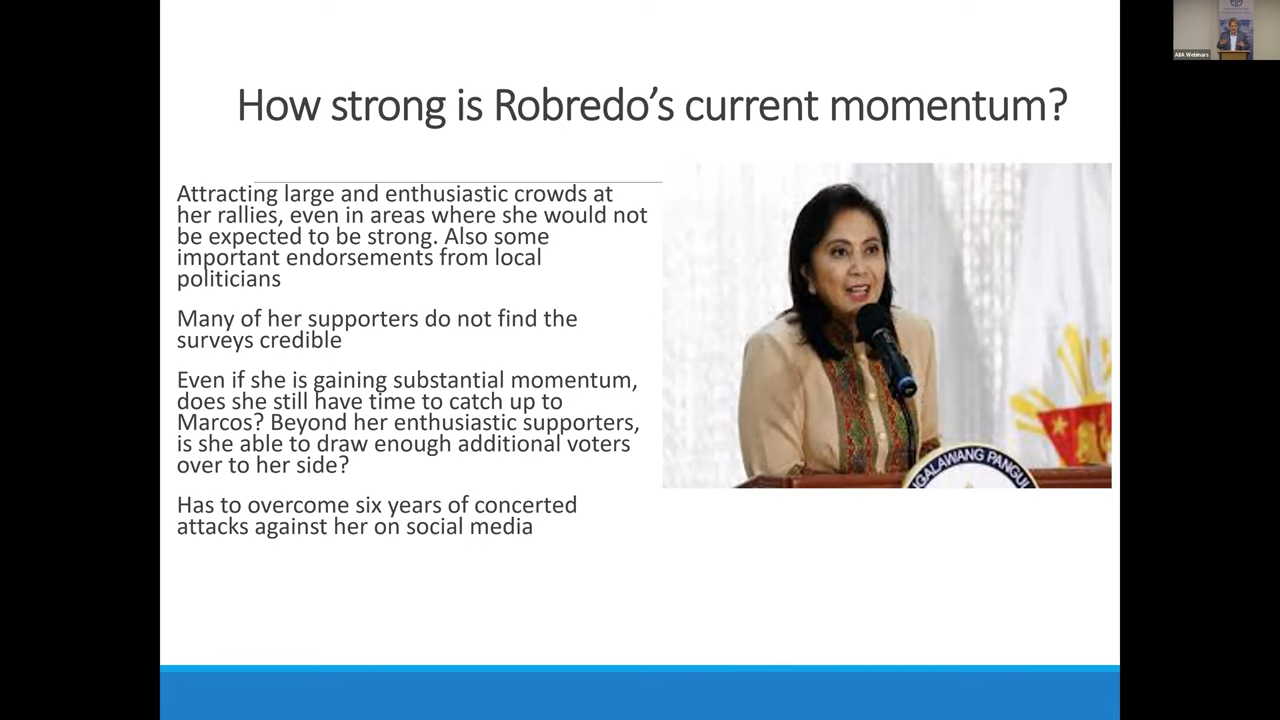 AIIA Webinars
How strong is Robredo's current momentum?
Attracting large and enthusiastic crowds at
her rallies, even in areas where she would not
be expected to be strong. Also some
important endorsements from local
politicians
Many of her supporters do not find the
surveys credible
Even if she is gaining substantial momentum,
does she still have time to catch up to
Marcos? Beyond her enthusiastic supporters,
is she able to draw enough additional voters
over to her side?
Has to overcome six years of concerted
attacks against her on social media
NGALAWANG PANGU